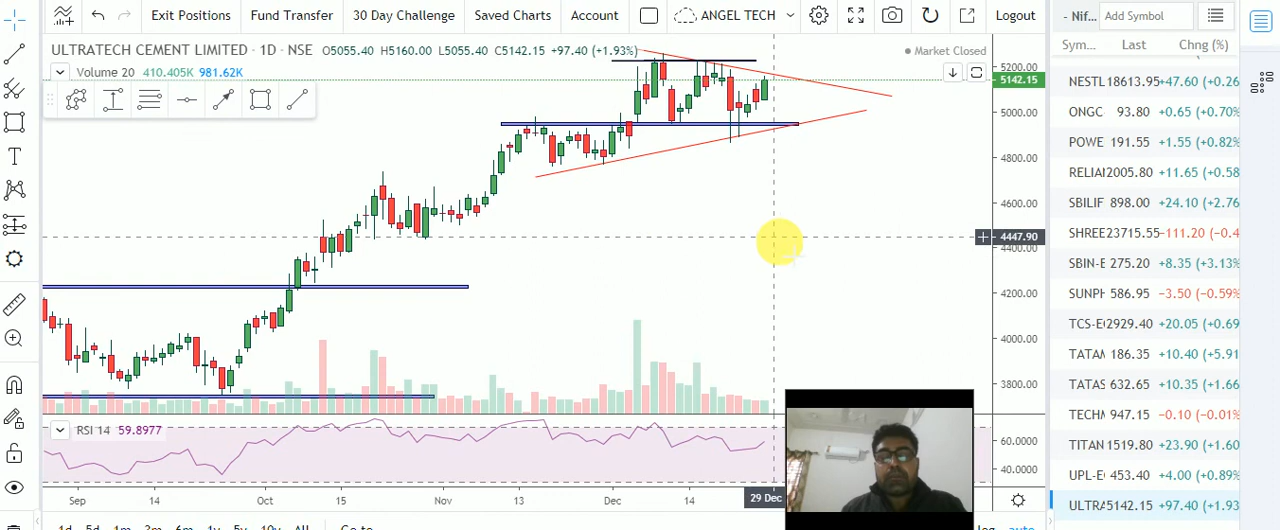 Exit Positions Fund Transfer 30 Day Challenge Saved Charts Account ANGEL TECH Logout - Nif... Add Symbol
ULTRATECH CEMENT LIMITED · 1D · NSE O5055.40 H5160.00 L5055.40 C5142.15 +97.40 (+1.93%) Market Closed
Sym... Last Chng (%)
Volume 20 410.405K 981.62K
5200.00
5142.15
5000.00
4800.00
4600.00
4447.90
4400.00
4200.00
4000.00
3800.00
RSI 14 59.8977
60.0000
40.0000
Sep 14 Oct 15 Nov 13 Dec 14 29 Dec
1d 5d 1m 3m 6m 1y 5y 10y All Go to log auto
NESTL 18613.95 +47.60 (+0.26
ONGC 93.80 +0.65 (+0.70%
POWE 191.55 +1.55 (+0.82%
RELIAI 2005.80 +11.65 (+0.58
SBILIF 898.00 +24.10 (+2.76
SHREE 23715.55 -111.20 (-0.4
SBIN-E 275.20 +8.35 (+3.13%
SUNPH 586.95 −3.50 (−0.59%
TCS-E 2929.40 +20.05 (+0.69
TATAM 186.35 +10.40 (+5.91
TATAS 632.65 +10.35 (+1.66
TECHM 947.15 −0.10 (−0.01%
TITAN 1519.80 +23.90 (+1.60
UPL-E 453.40 +4.00 (+0.89%
ULTRA 5142.15 +97.40 (+1.93